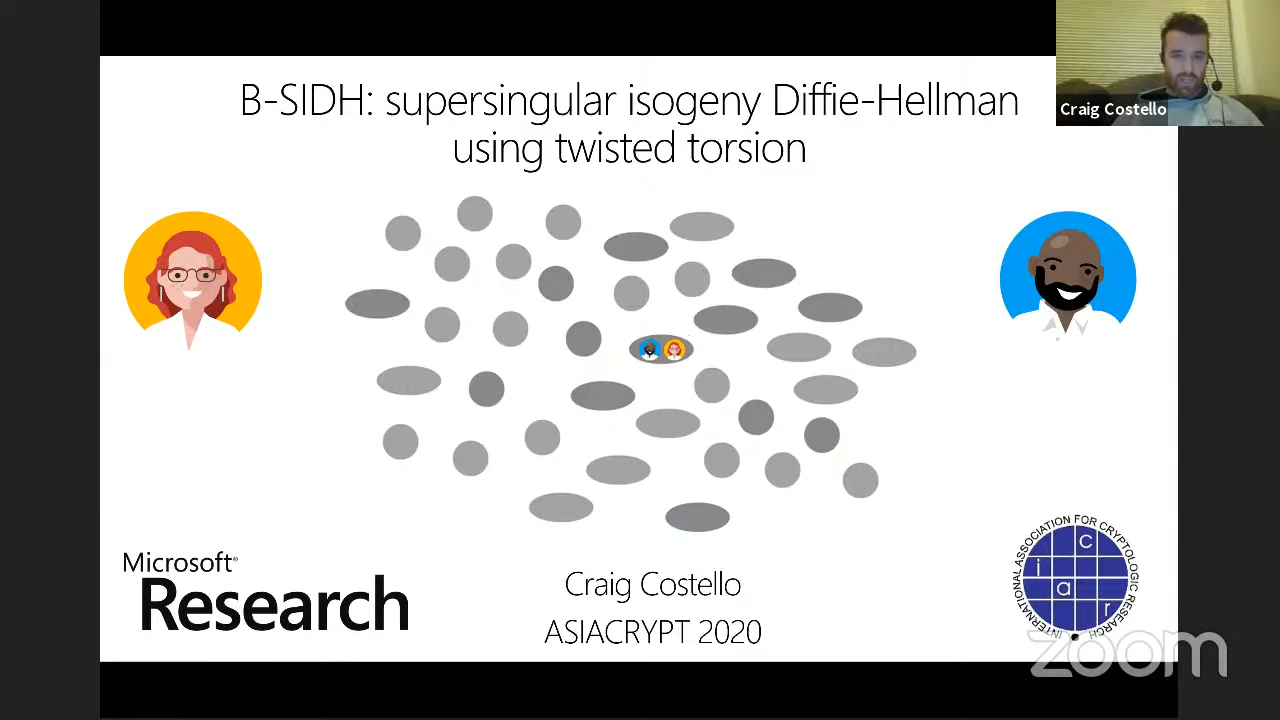 B-SIDH: supersingular isogeny Diffie-Hellman
using twisted torsion
Craig Costello
Microsoft®
Research
Craig Costello
ASIACRYPT 2020
INTERNATIONAL ASSOCIATION FOR CRYPTOLOGIC RESEARCH
i a c r
zoom